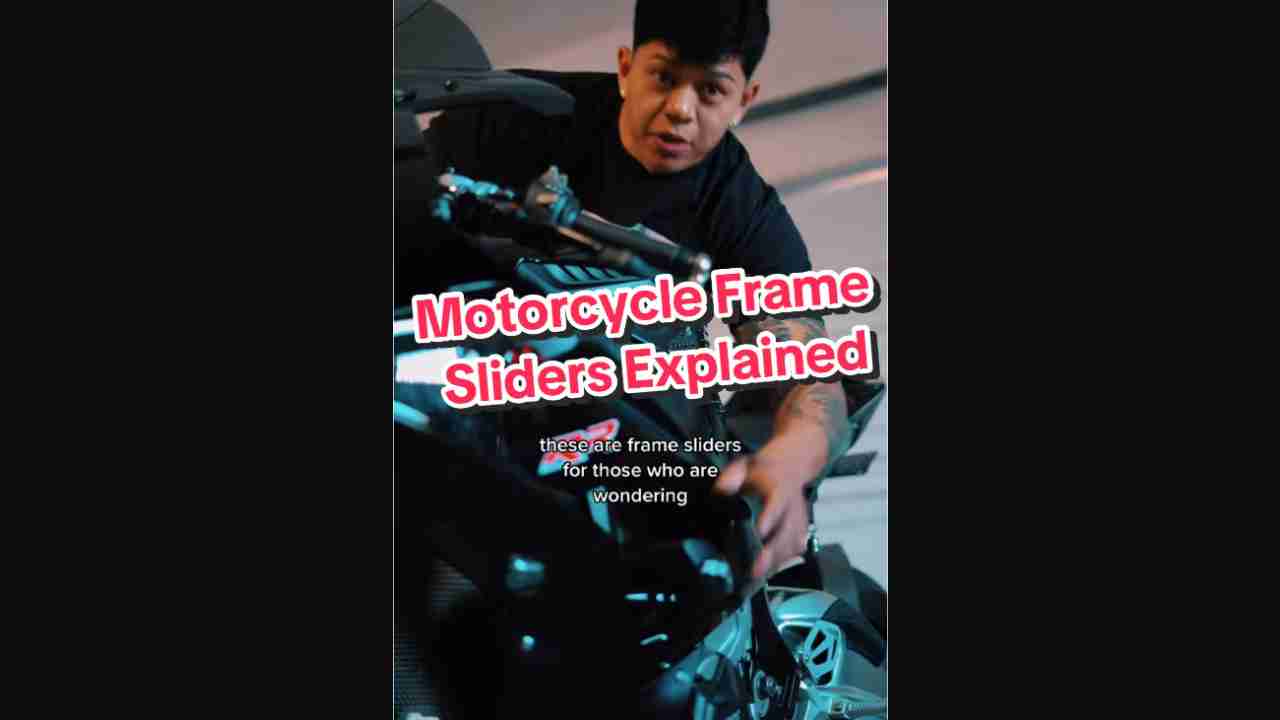 Motorcycle Frame
Sliders Explained
these are frame sliders
for those who are
wondering